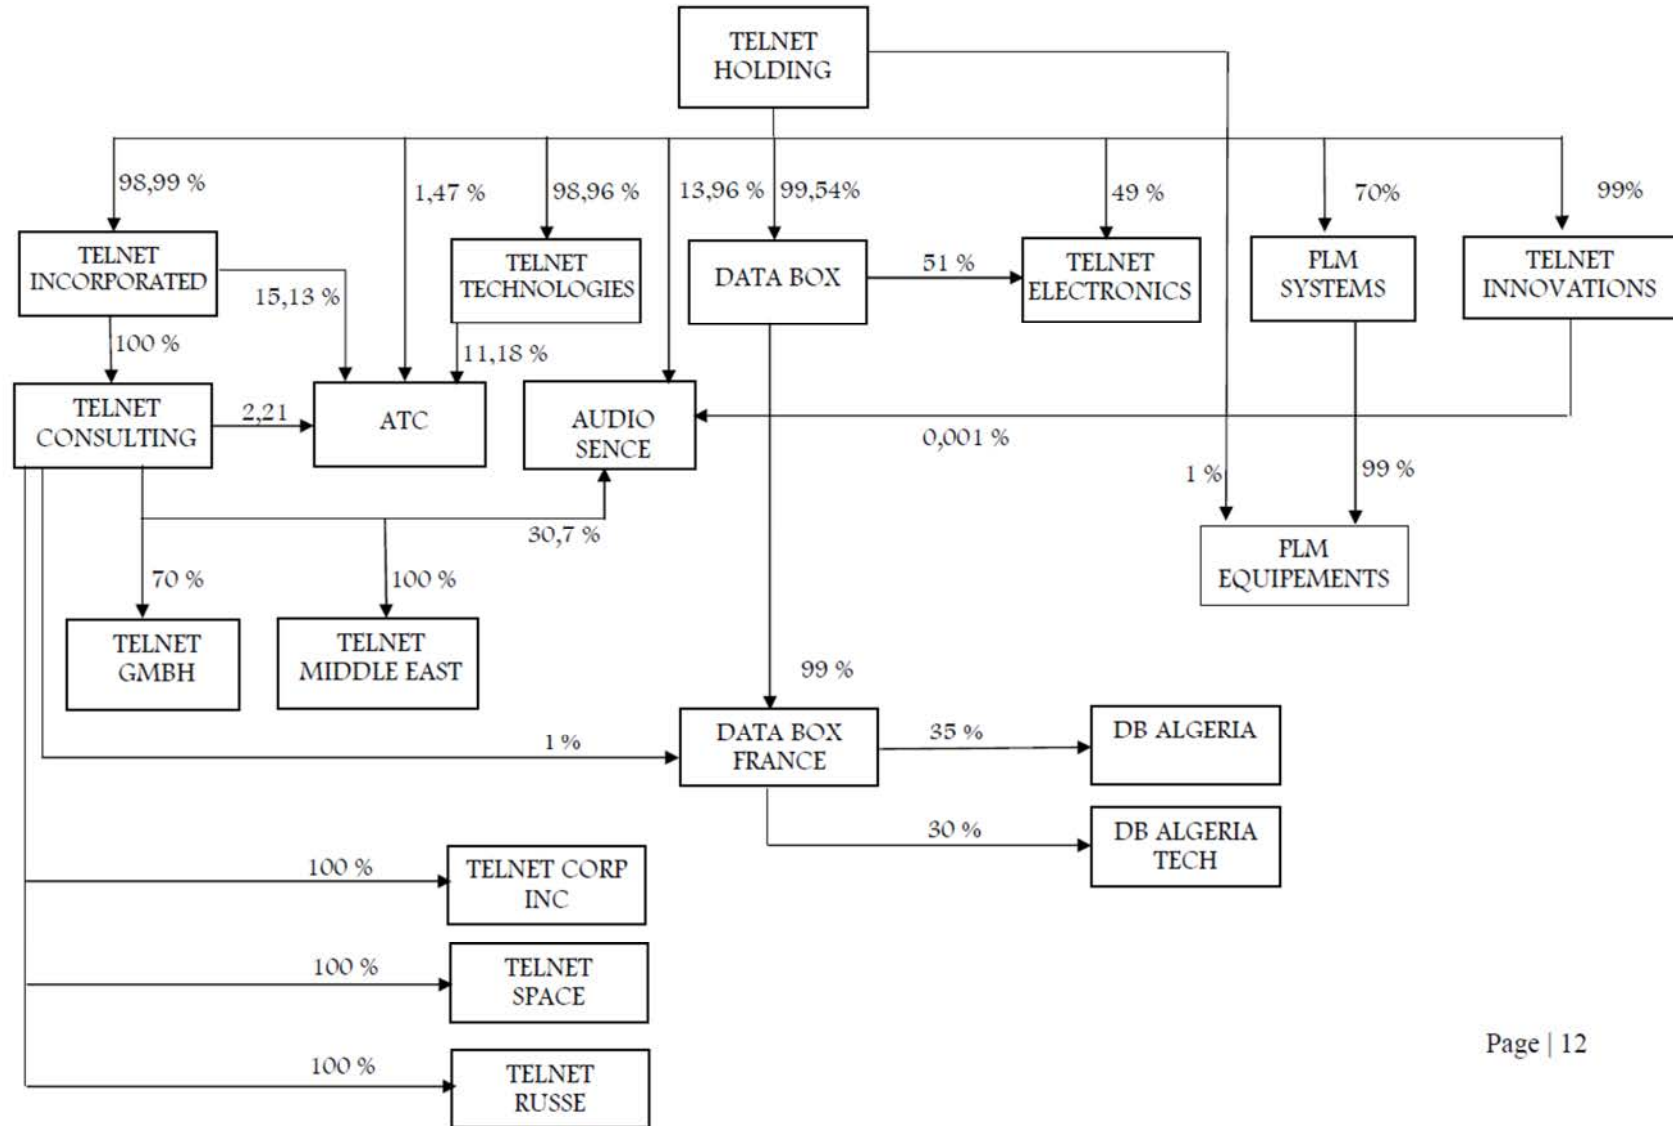 TELNET
HOLDING
98,99 %
1,47 %
98,96 %
13,96 %
99,54%
49 %
70%
99%
TELNET
INCORPORATED
TELNET
TECHNOLOGIES
DATA BOX
51 %
TELNET
ELECTRONICS
PLM
SYSTEMS
TELNET
INNOVATIONS
15,13 %
100 %
11,18 %
TELNET
CONSULTING
2,21
ATC
AUDIO
SENCE
0,001 %
1 %
99 %
30,7 %
PLM
EQUIPEMENTS
70 %
100 %
TELNET
GMBH
TELNET
MIDDLE EAST
99 %
1 %
DATA BOX
FRANCE
35 %
DB ALGERIA
30 %
DB ALGERIA
TECH
100 %
TELNET CORP
INC
100 %
TELNET
SPACE
Page | 12
100 %
TELNET
RUSSE